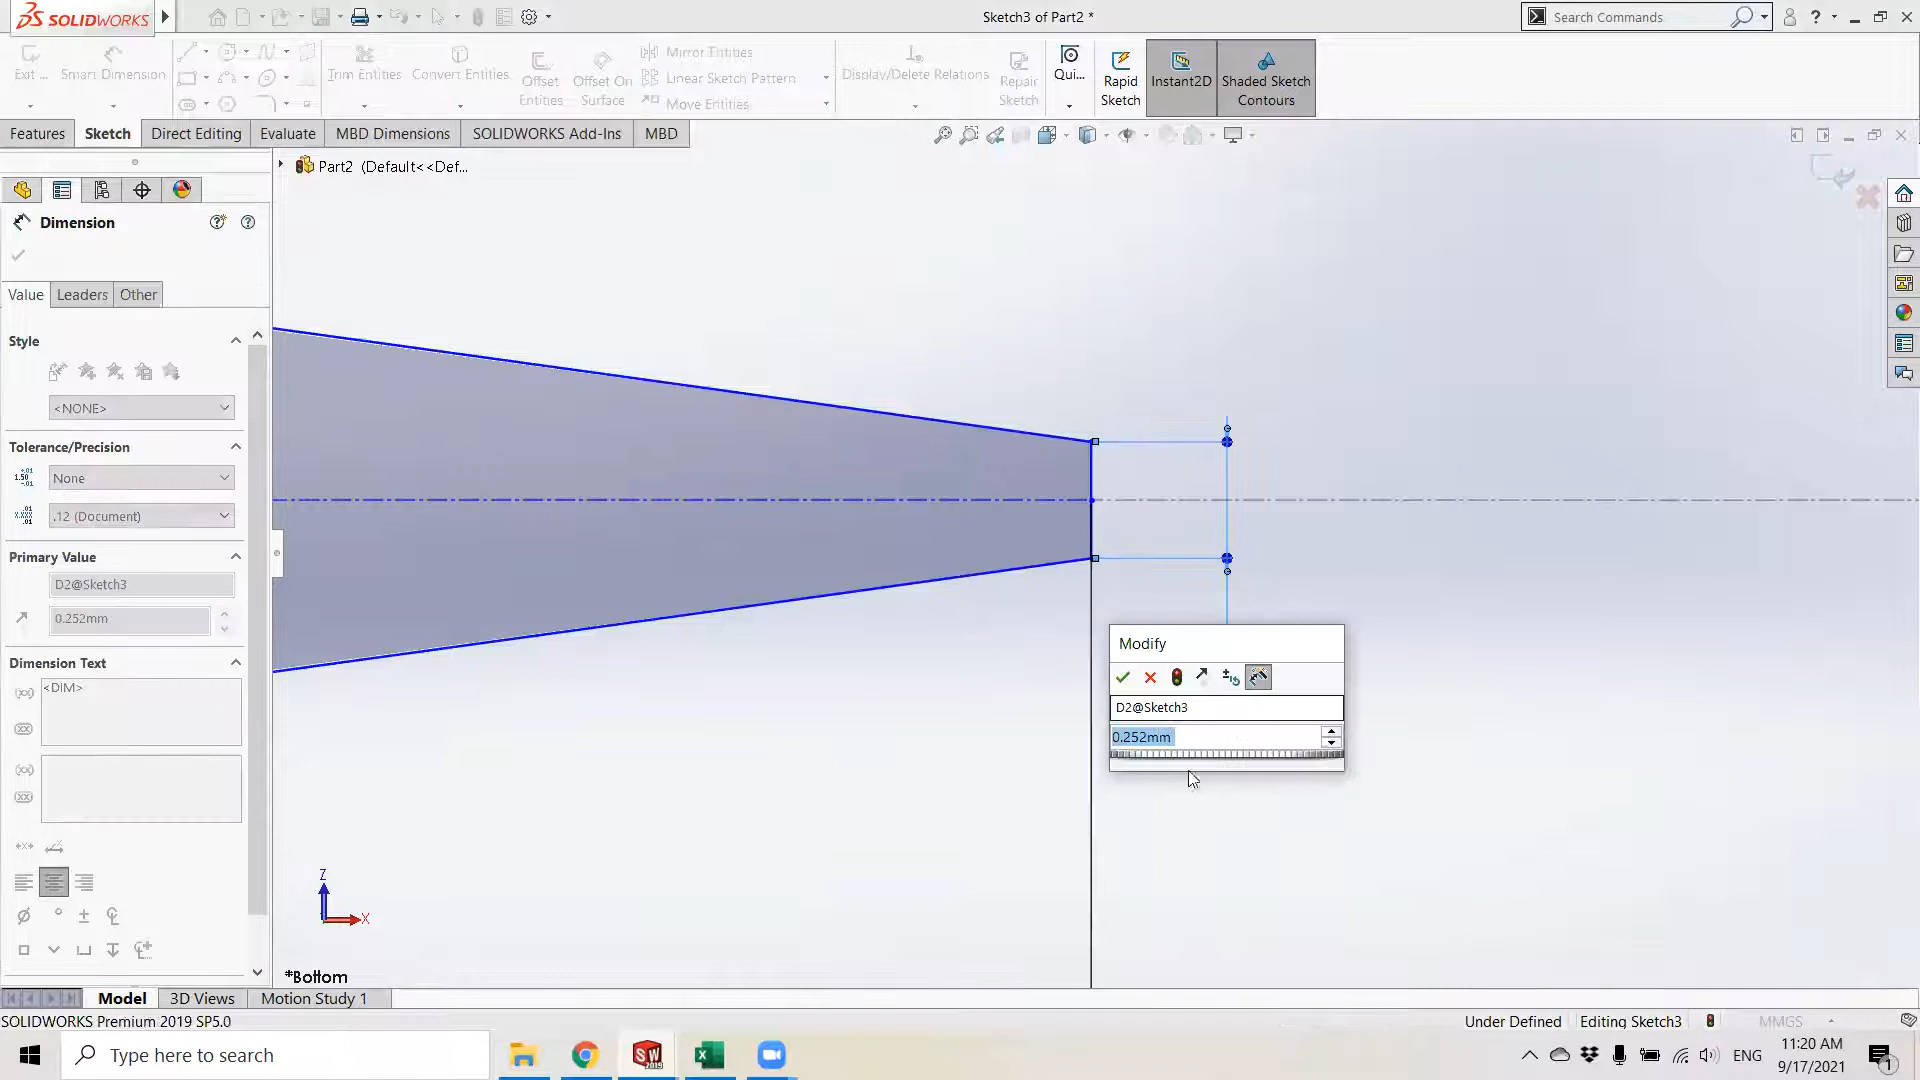 SOLIDWORKS
Sketch3 of Part2 *
Search Commands
Exit ...
Smart Dimension
Trim Entities
Convert Entities
Offset
Entities
Offset On
Surface
Mirror Entities
Linear Sketch Pattern
Move Entities
Display/Delete Relations
Repair
Sketch
Qui...
Rapid
Sketch
Instant2D
Shaded Sketch
Contours
Features
Sketch
Direct Editing
Evaluate
MBD Dimensions
SOLIDWORKS Add-Ins
MBD
Part2 (Default<<Def...
Dimension
Value
Leaders
Other
Style
<NONE>
Tolerance/Precision
None
.12 (Document)
Primary Value
D2@Sketch3
0.252mm
Dimension Text
<DIM>
Modify
D2@Sketch3
0.252mm
Z
X
*Bottom
Model
3D Views
Motion Study 1
SOLIDWORKS Premium 2019 SP5.0
Under Defined
Editing Sketch3
MMGS
Type here to search
ENG
11:20 AM
9/17/2021
1